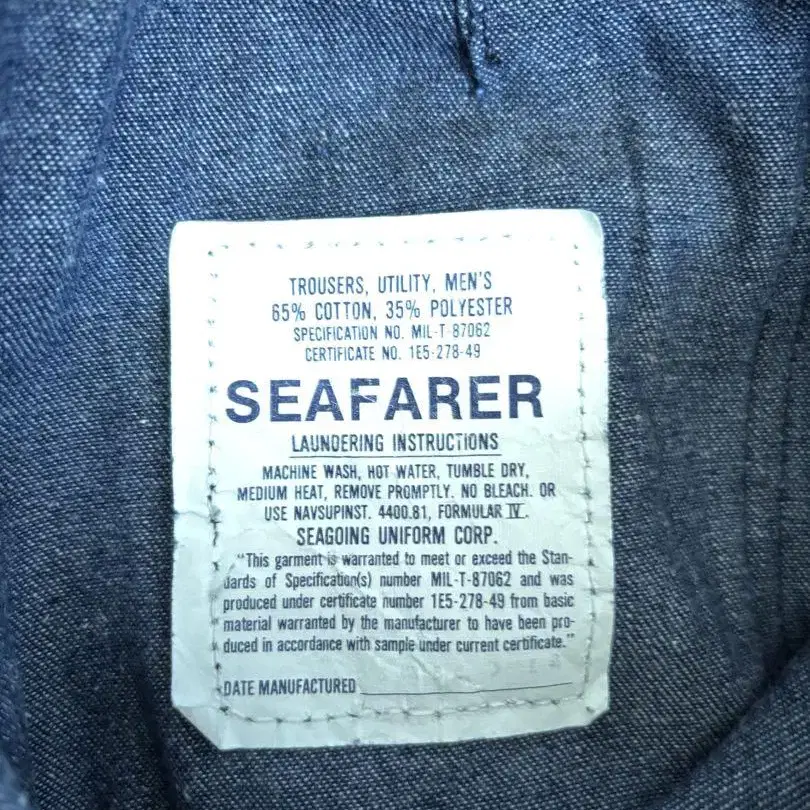 TROUSERS, UTILITY, MEN'S
65% COTTON, 35% POLYESTER
SPECIFICATION NO. MIL-T-87062
CERTIFICATE NO. 1E5-278-49
SEAFARER
LAUNDERING INSTRUCTIONS
MACHINE WASH, HOT WATER, TUMBLE DRY,
MEDIUM HEAT, REMOVE PROMPTLY. NO BLEACH. OR
USE NAVSUPINST. 4400.81, FORMULAR IV.
SEAGOING UNIFORM CORP.
"This garment is warranted to meet or exceed the Stan-
dards of Specification(s) number MIL-T-87062 and was
produced under certificate number 1E5-278-49 from basic
material warranted by the manufacturer to have been pro-
duced in accordance with sample under current certificate."
DATE MANUFACTURED